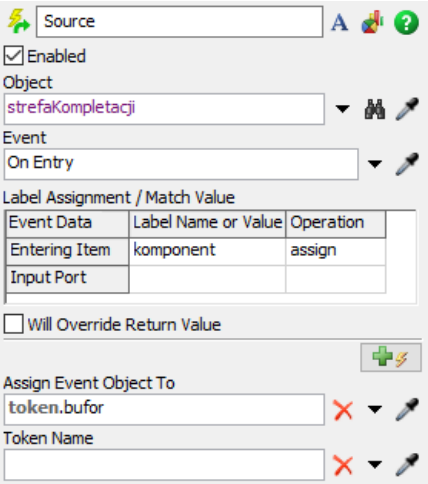 Source A
Enabled
Object
strefaKompletacji
Event
On Entry
Label Assignment / Match Value
Event Data Label Name or Value Operation
Entering Item komponent assign
Input Port
Will Override Return Value
Assign Event Object To
token.bufor
Token Name